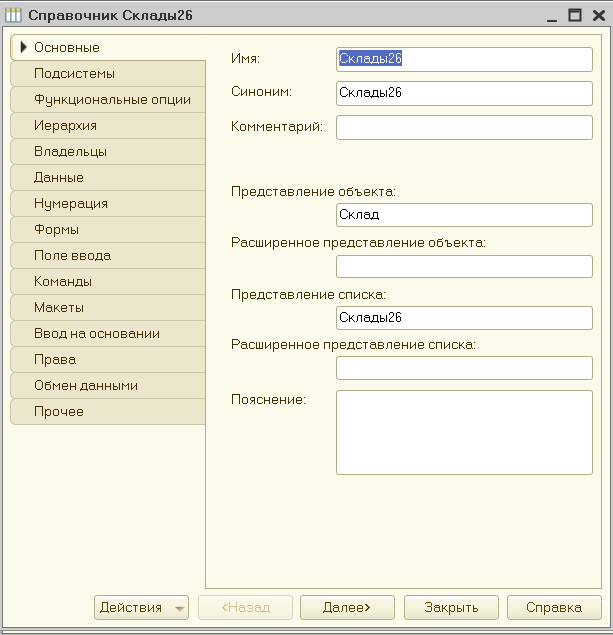 Справочник Склады26
Основные
Подсистемы
Функциональные опции
Иерархия
Владельцы
Данные
Нумерация
Формы
Поле ввода
Команды
Макеты
Ввод на основании
Права
Обмен данными
Прочее
Имя: Склады26
Синоним: Склады26
Комментарий:
Представление объекта:
Склад
Расширенное представление объекта:
Представление списка:
Склады26
Расширенное представление списка:
Пояснение:
Действия <Назад Далее> Закрыть Справка